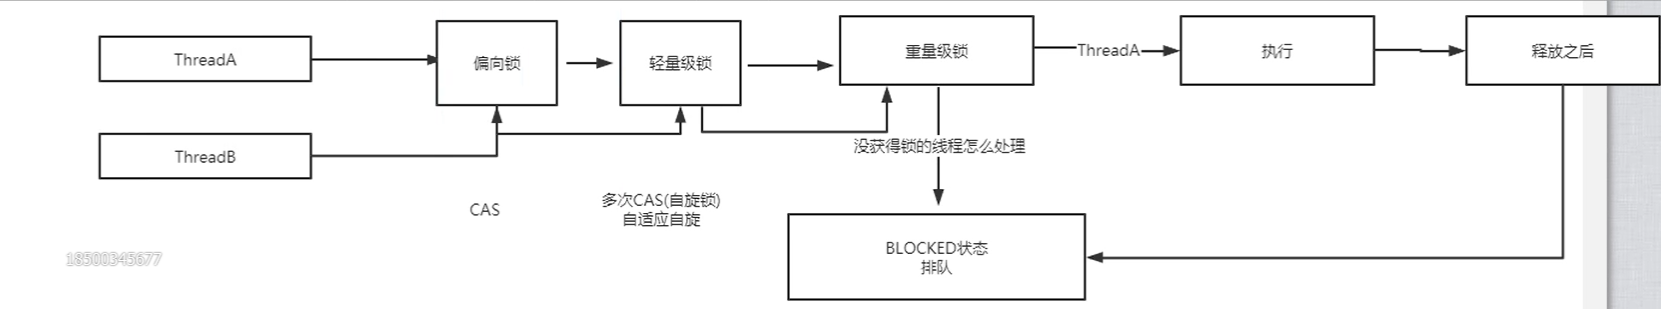 ThreadA
偏向锁
轻量级锁
重量级锁
ThreadA
执行
释放之后
ThreadB
没获得锁的线程怎么处理
CAS
多次CAS(自旋锁)
自适应自旋
BLOCKED状态
排队
18500345677